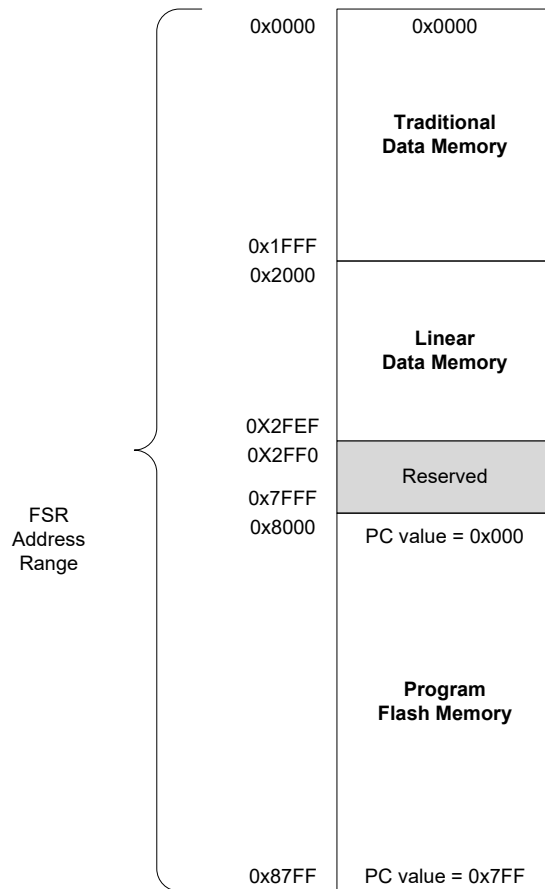 0x0000
0x0000
Traditional
Data Memory
0x1FFF
0x2000
Linear
Data Memory
0X2FEF
0X2FF0
Reserved
0x7FFF
0x8000
PC value = 0x000
FSR
Address
Range
Program
Flash Memory
0x87FF
PC value = 0x7FF